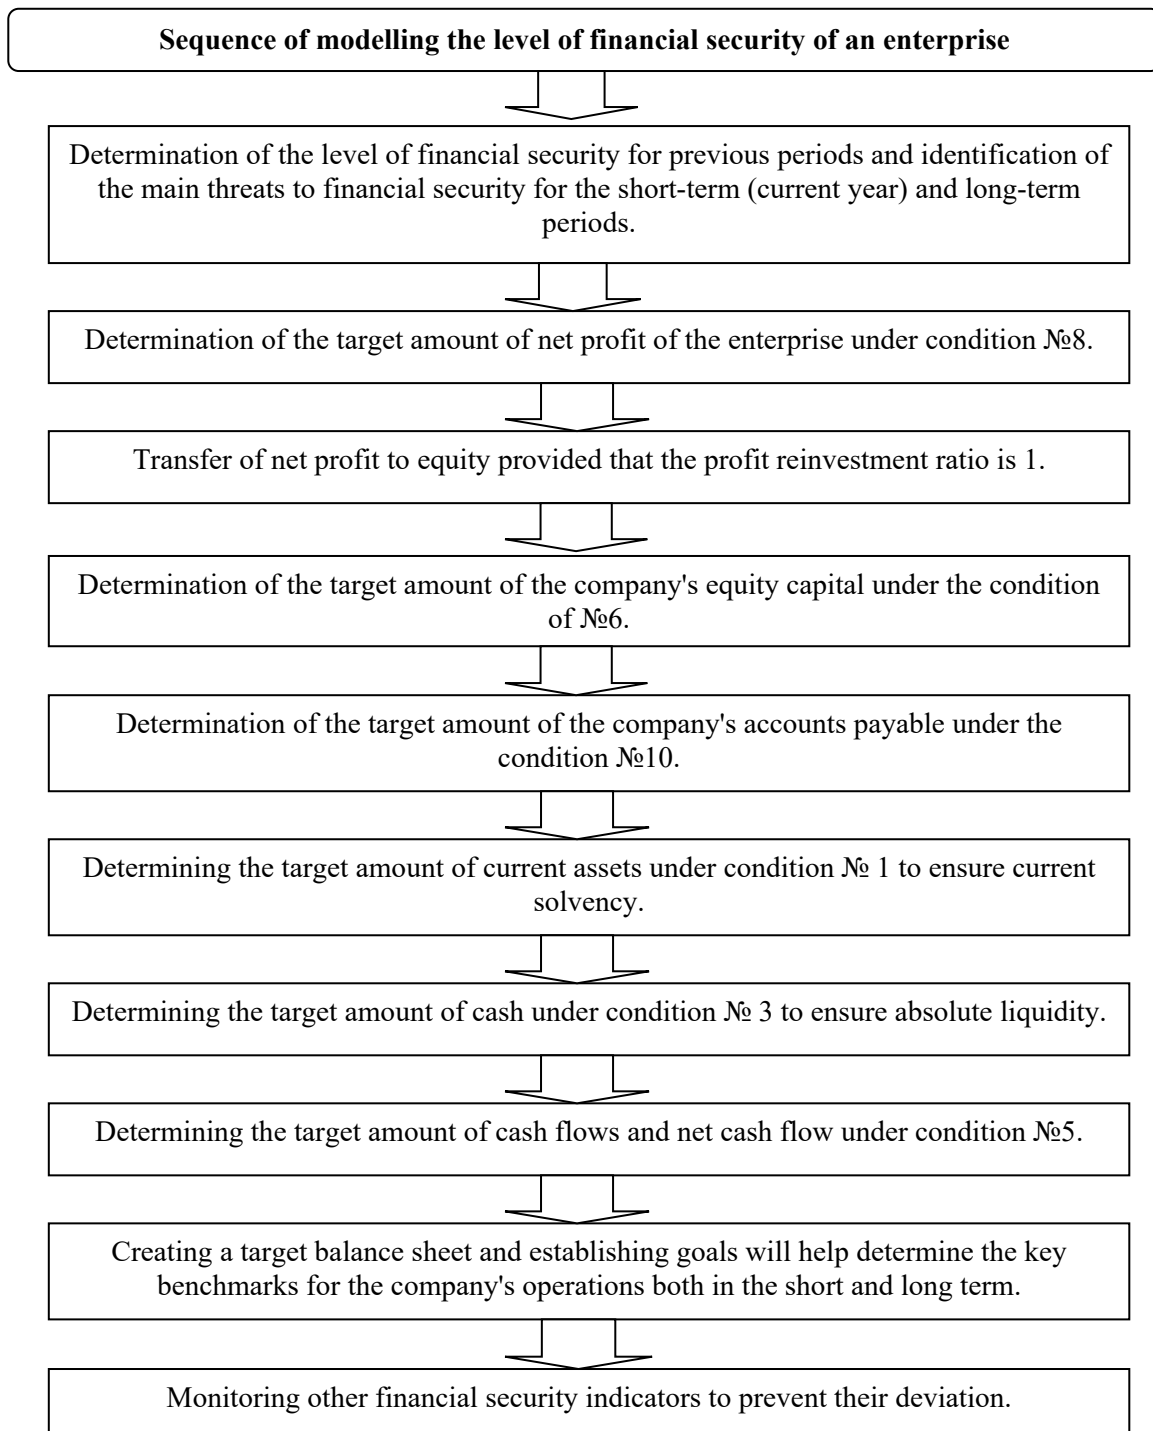 Sequence of modelling the level of financial security of an enterprise
Determination of the level of financial security for previous periods and identification of
the main threats to financial security for the short-term (current year) and long-term
periods.
Determination of the target amount of net profit of the enterprise under condition №8.
Transfer of net profit to equity provided that the profit reinvestment ratio is 1.
Determination of the target amount of the company's equity capital under the condition
of №6.
Determination of the target amount of the company's accounts payable under the
condition №10.
Determining the target amount of current assets under condition № 1 to ensure current
solvency.
Determining the target amount of cash under condition № 3 to ensure absolute liquidity.
Determining the target amount of cash flows and net cash flow under condition №5.
Creating a target balance sheet and establishing goals will help determine the key
benchmarks for the company's operations both in the short and long term.
Monitoring other financial security indicators to prevent their deviation.